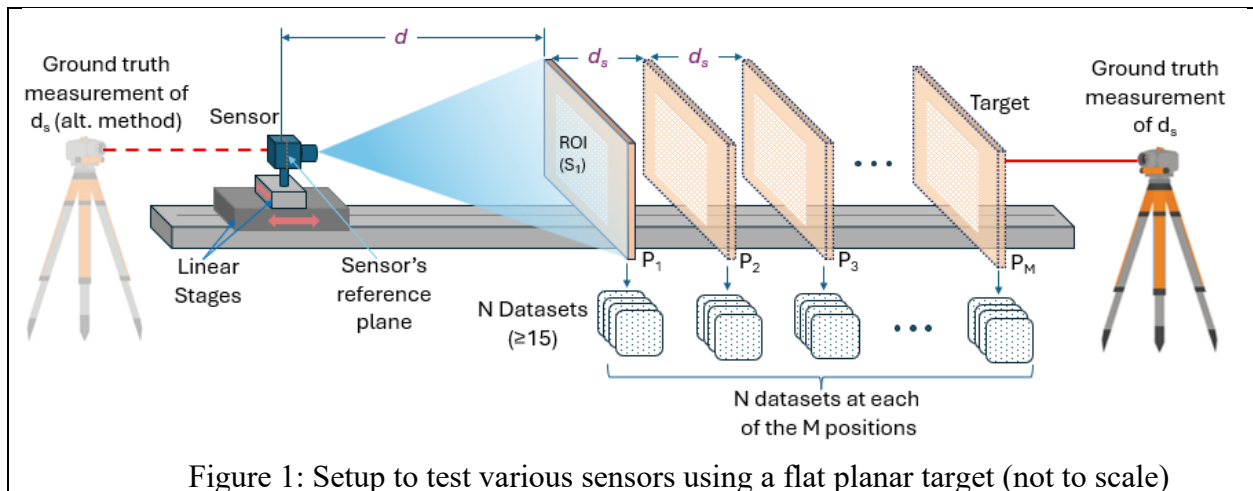 d
d_s
d_s
Ground truth
measurement of
d_s (alt. method)
Sensor
Target
Ground truth
measurement
of d_s
ROI
(S_1)
Linear
Stages
Sensor's
reference
plane
P_1
P_2
P_3
P_M
N Datasets
(≥15)
N datasets at each
of the M positions
Figure 1: Setup to test various sensors using a flat planar target (not to scale)